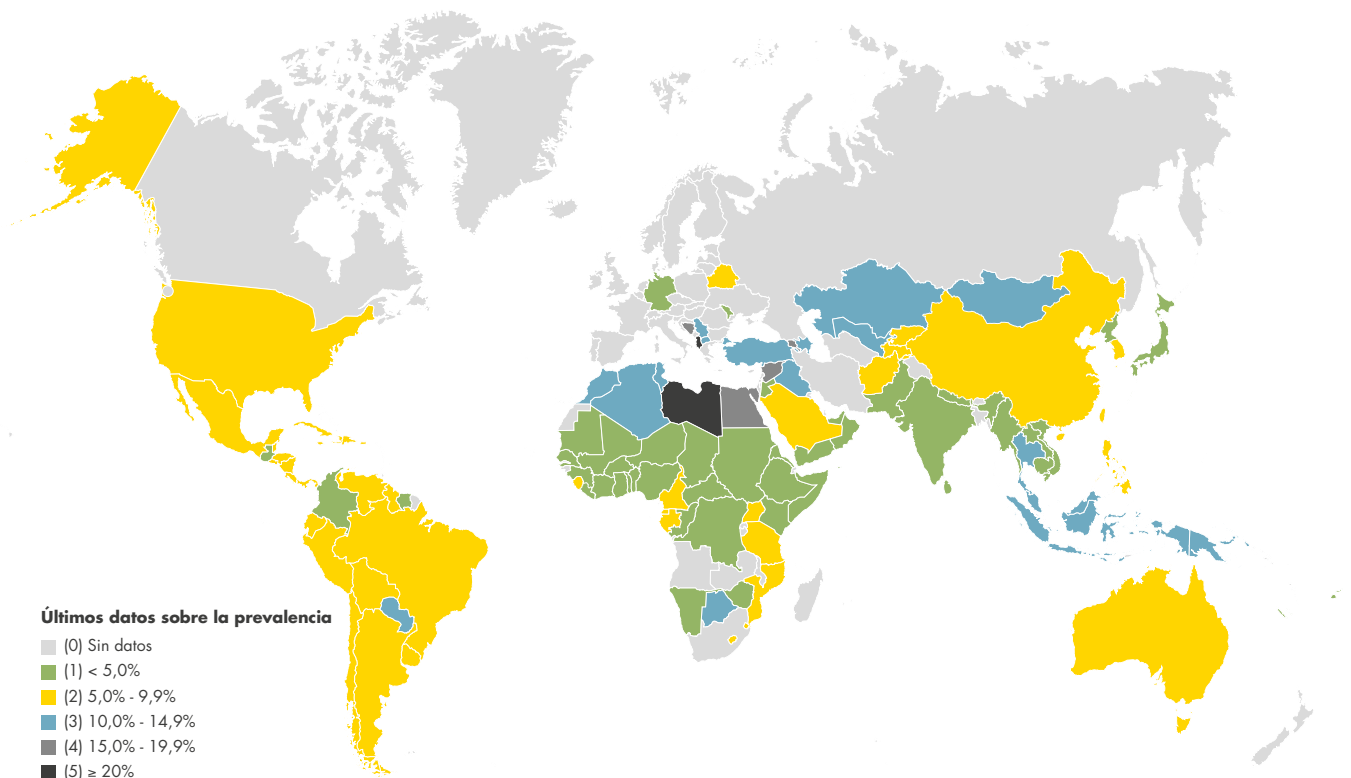 Últimos datos sobre la prevalencia
(0) Sin datos
(1) < 5,0%
(2) 5,0% - 9,9%
(3) 10,0% - 14,9%
(4) 15,0% - 19,9%
(5) ≥ 20%